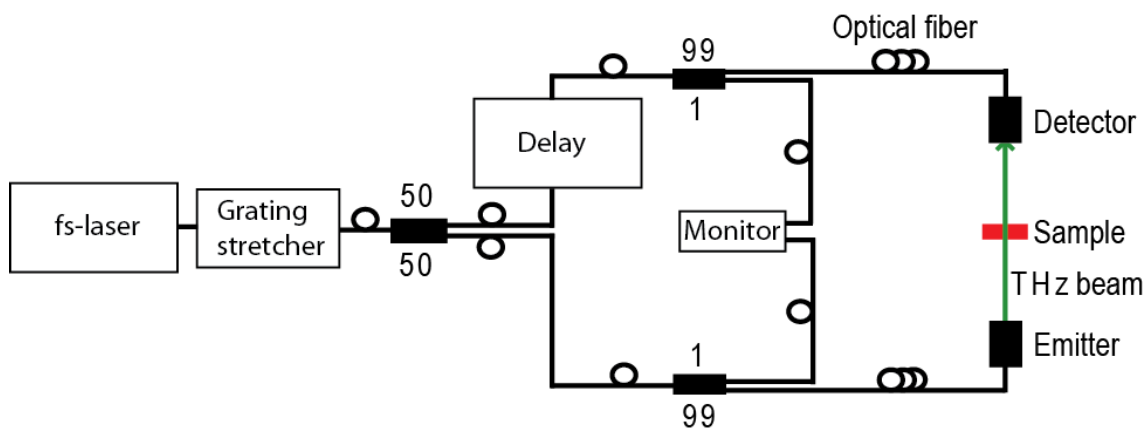 Optical fiber
99
1
Delay
Detector
50
fs-laser
Grating
stretcher
50
Monitor
Sample
THz beam
1
99
Emitter